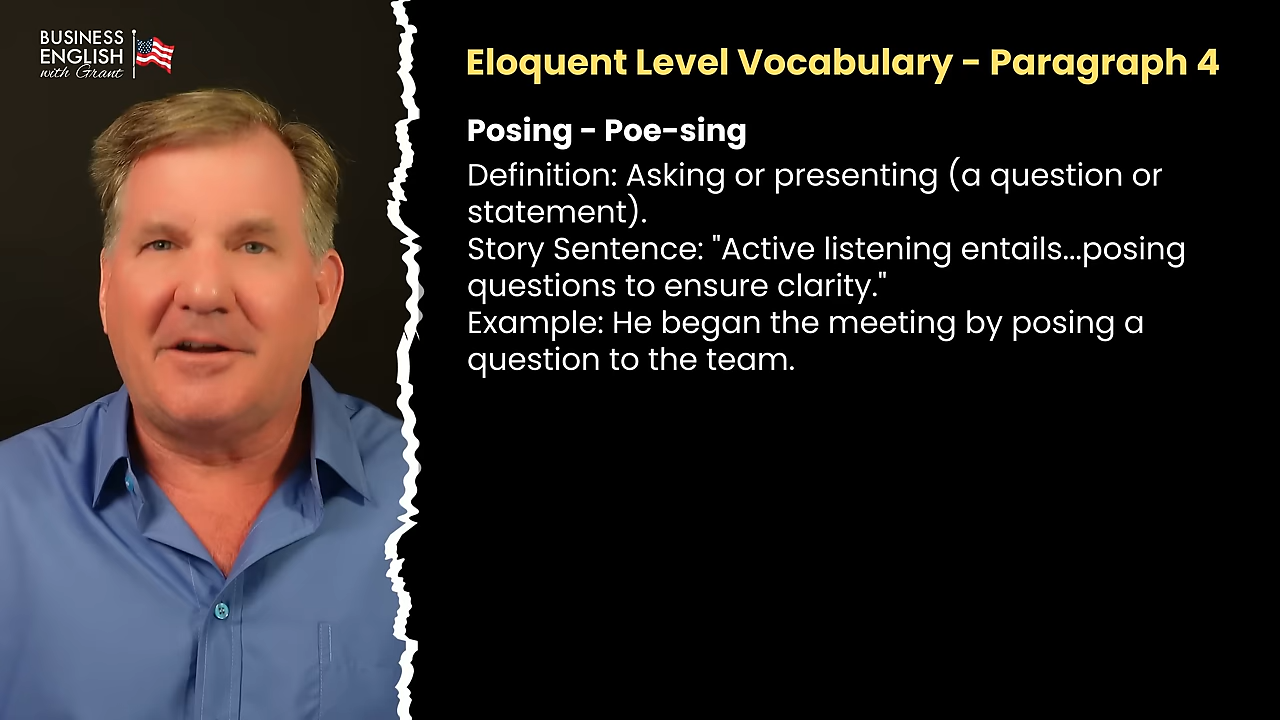 BUSINESS
ENGLISH
with Grant
Eloquent Level Vocabulary - Paragraph 4
Posing - Poe-sing
Definition: Asking or presenting (a question or
statement).
Story Sentence: "Active listening entails...posing
questions to ensure clarity."
Example: He began the meeting by posing a
question to the team.